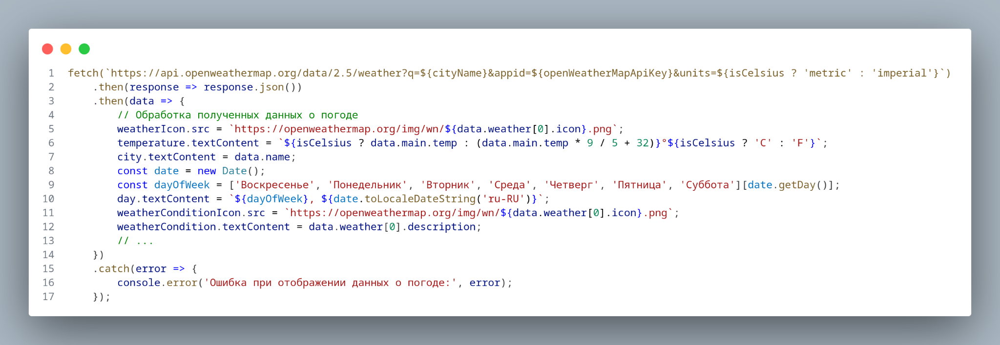 1 fetch(`https://api.openweathermap.org/data/2.5/weather?q=${cityName}&appid=${openWeatherMapApiKey}&units=${isCelsius ? 'metric' : 'imperial'}`)
2     .then(response => response.json())
3     .then(data => {
4         // Обработка полученных данных о погоде
5         weatherIcon.src = `https://openweathermap.org/img/wn/${data.weather[0].icon}.png`;
6         temperature.textContent = `${isCelsius ? data.main.temp : (data.main.temp * 9 / 5 + 32)}°${isCelsius ? 'C' : 'F'}`;
7         city.textContent = data.name;
8         const date = new Date();
9         const dayOfWeek = ['Воскресенье', 'Понедельник', 'Вторник', 'Среда', 'Четверг', 'Пятница', 'Суббота'][date.getDay()];
10         day.textContent = `${dayOfWeek}, ${date.toLocaleDateString('ru-RU')}`;
11         weatherConditionIcon.src = `https://openweathermap.org/img/wn/${data.weather[0].icon}.png`;
12         weatherCondition.textContent = data.weather[0].description;
13         // ...
14     })
15     .catch(error => {
16         console.error('Ошибка при отображении данных о погоде:', error);
17     });